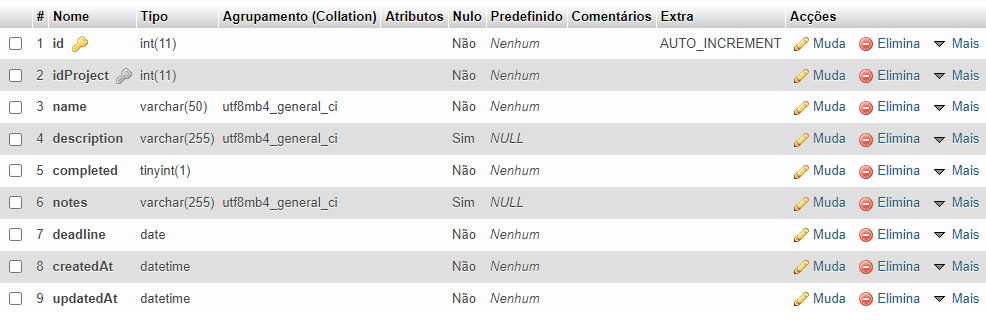 # Nome Tipo Agrupamento (Collation) Atributos Nulo Predefinido Comentários Extra Acções
1 id int(11) Não Nenhum AUTO_INCREMENT Muda Elimina Mais
2 idProject int(11) Não Nenhum Muda Elimina Mais
3 name varchar(50) utf8mb4_general_ci Não Nenhum Muda Elimina Mais
4 description varchar(255) utf8mb4_general_ci Sim NULL Muda Elimina Mais
5 completed tinyint(1) Não Nenhum Muda Elimina Mais
6 notes varchar(255) utf8mb4_general_ci Sim NULL Muda Elimina Mais
7 deadline date Não Nenhum Muda Elimina Mais
8 createdAt datetime Não Nenhum Muda Elimina Mais
9 updatedAt datetime Não Nenhum Muda Elimina Mais